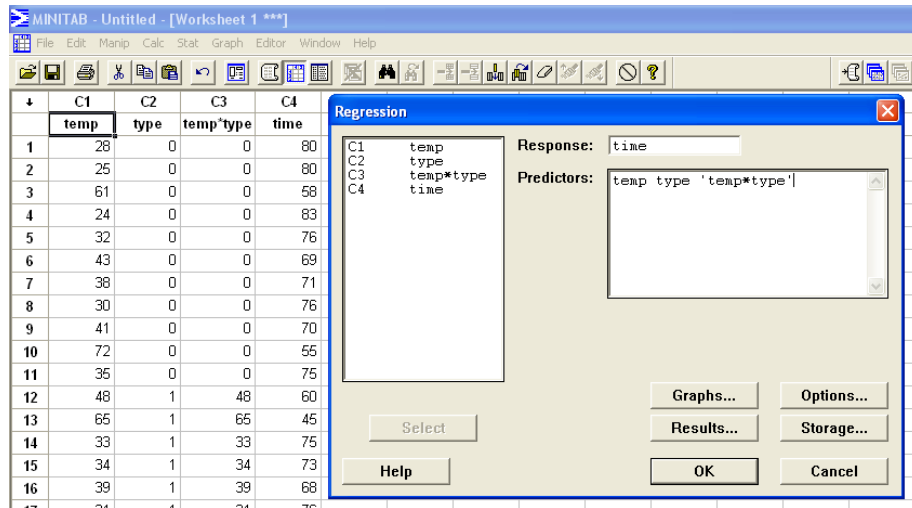 MINITAB - Untitled - [Worksheet 1 ***]
File Edit Manip Calc Stat Graph Editor Window Help
C1 C2 C3 C4
temp type temp*type time
1 28 0 0 80
2 25 0 0 80
3 61 0 0 58
4 24 0 0 83
5 32 0 0 76
6 43 0 0 69
7 38 0 0 71
8 30 0 0 76
9 41 0 0 70
10 72 0 0 55
11 35 0 0 75
12 48 1 48 60
13 65 1 65 45
14 33 1 33 75
15 34 1 34 73
16 39 1 39 68
Regression
C1 temp
C2 type
C3 temp*type
C4 time
Response: time
Predictors: temp type 'temp*type'
Graphs... Options...
Select Results... Storage...
Help OK Cancel